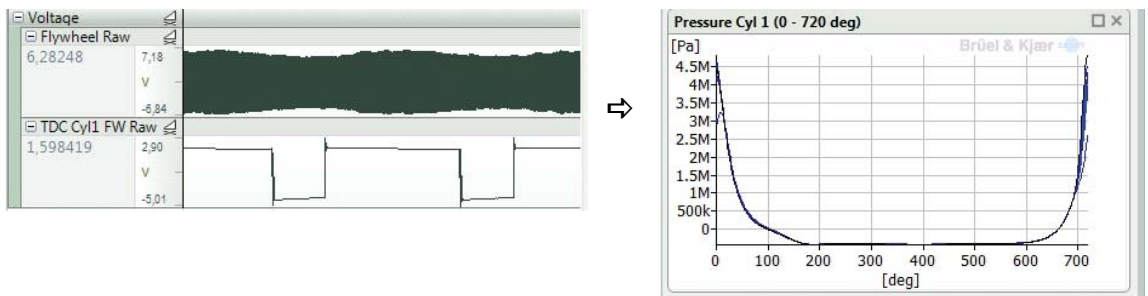 Voltage
Flywheel Raw
6,28248
7,18
V
-6,84
TDC Cyl1 FW Raw
1,598419
2,90
V
-5,01
⇨
Pressure Cyl 1 (0 - 720 deg)
[Pa]
Brüel & Kjær
4.5M
4M
3.5M
3M
2.5M
2M
1.5M
1M
500k
0
0 100 200 300 400 500 600 700
[deg]